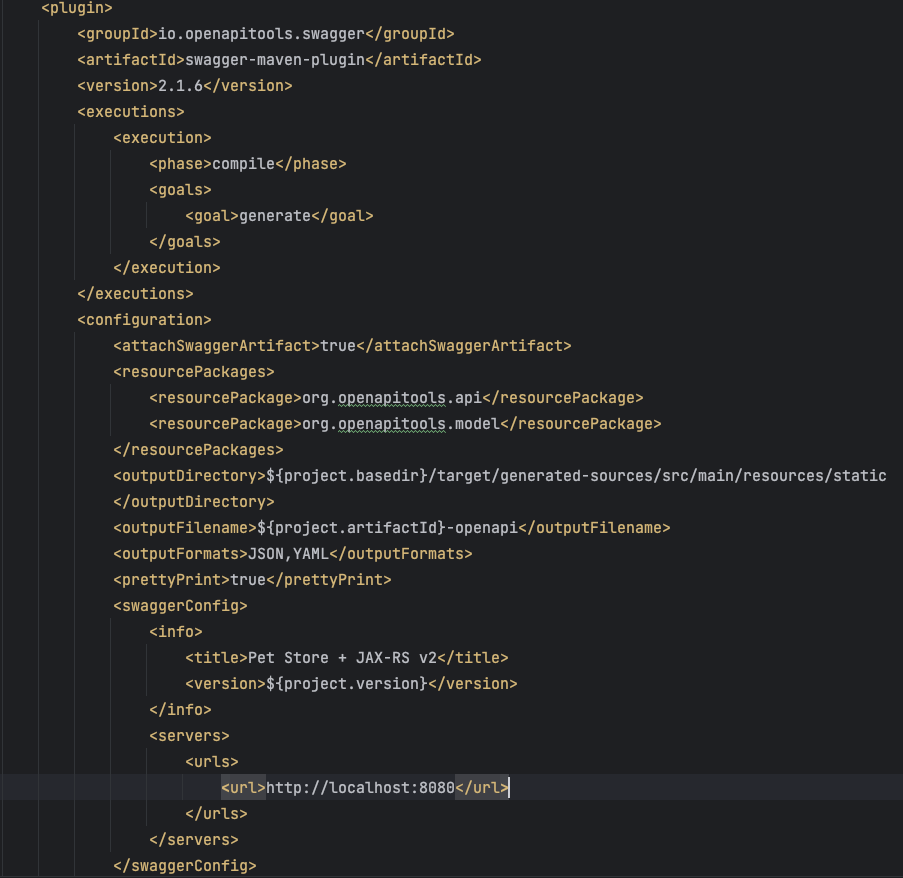 <plugin>
<groupId>io.openapitools.swagger</groupId>
<artifactId>swagger-maven-plugin</artifactId>
<version>2.1.6</version>
<executions>
<execution>
<phase>compile</phase>
<goals>
<goal>generate</goal>
</goals>
</execution>
</executions>
<configuration>
<attachSwaggerArtifact>true</attachSwaggerArtifact>
<resourcePackages>
<resourcePackage>org.openapitools.api</resourcePackage>
<resourcePackage>org.openapitools.model</resourcePackage>
</resourcePackages>
<outputDirectory>${project.basedir}/target/generated-sources/src/main/resources/static
</outputDirectory>
<outputFilename>${project.artifactId}-openapi</outputFilename>
<outputFormats>JSON,YAML</outputFormats>
<prettyPrint>true</prettyPrint>
<swaggerConfig>
<info>
<title>Pet Store + JAX-RS v2</title>
<version>${project.version}</version>
</info>
<servers>
<urls>
<url>http://localhost:8080</url>
</urls>
</servers>
</swaggerConfig>